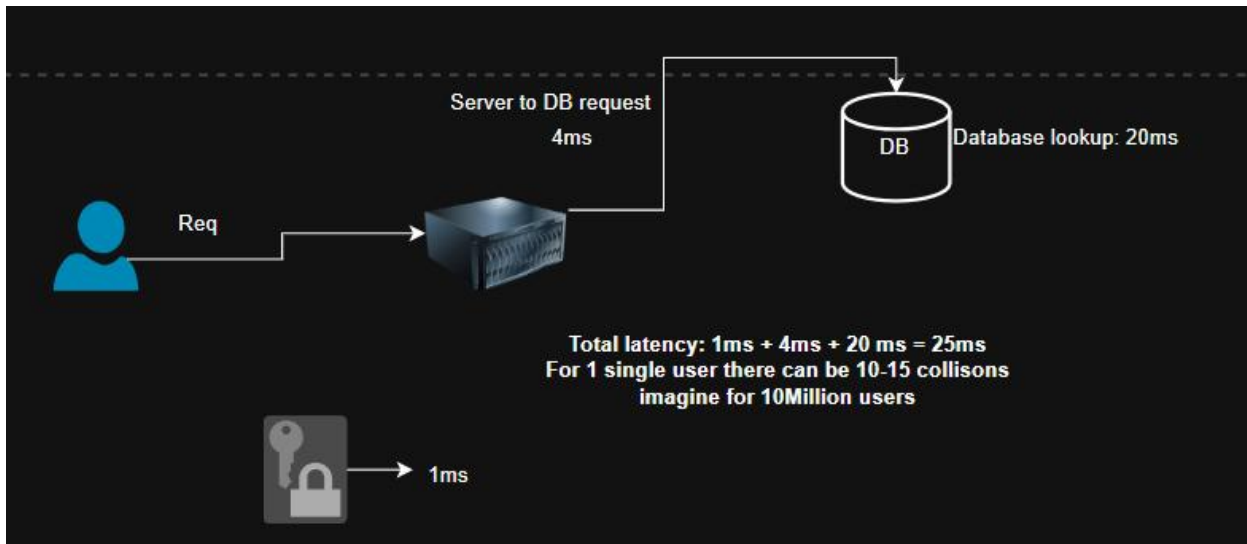 Server to DB request
4ms
DB
Database lookup: 20ms
Req
Total latency: 1ms + 4ms + 20 ms = 25ms
For 1 single user there can be 10-15 collisons
imagine for 10Million users
1ms